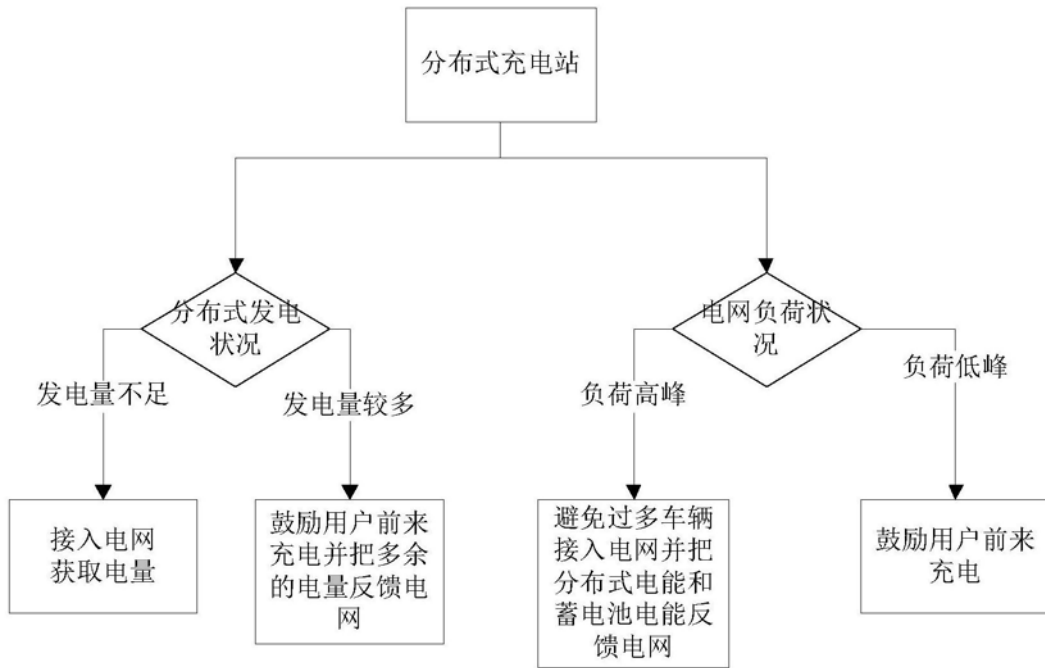 分布式充电站
分布式发电
状况
电网负荷状
况
发电量不足
发电量较多
负荷高峰
负荷低峰
接入电网
获取电量
鼓励用户前来
充电并把多余
的电量反馈电
网
避免过多车辆
接入电网并把
分布式电能和
蓄电池电能反
馈电网
鼓励用户前来
充电